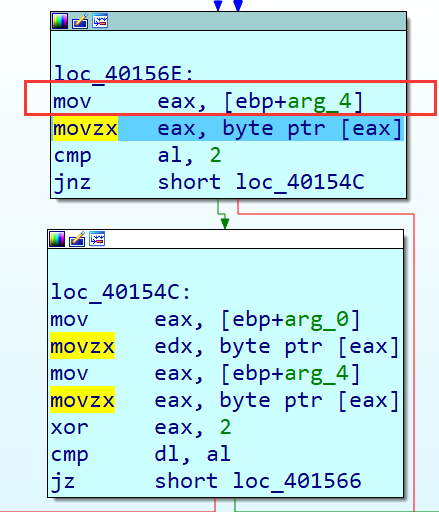 loc_40156E:
mov eax, [ebp+arg_4]
movzx eax, byte ptr [eax]
cmp al, 2
jnz short loc_40154C
loc_40154C:
mov eax, [ebp+arg_0]
movzx edx, byte ptr [eax]
mov eax, [ebp+arg_4]
movzx eax, byte ptr [eax]
xor eax, 2
cmp dl, al
jz short loc_401566